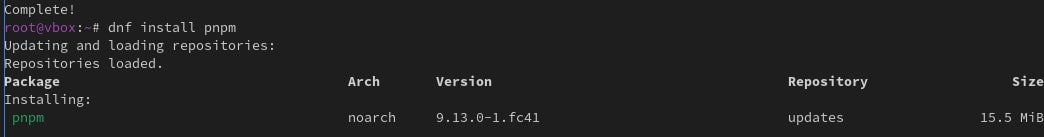 Complete!
root@vbox:~# dnf install pnpm
Updating and loading repositories:
Repositories loaded.
Package Arch Version Repository Size
Installing:
pnpm noarch 9.13.0-1.fc41 updates 15.5 MiB